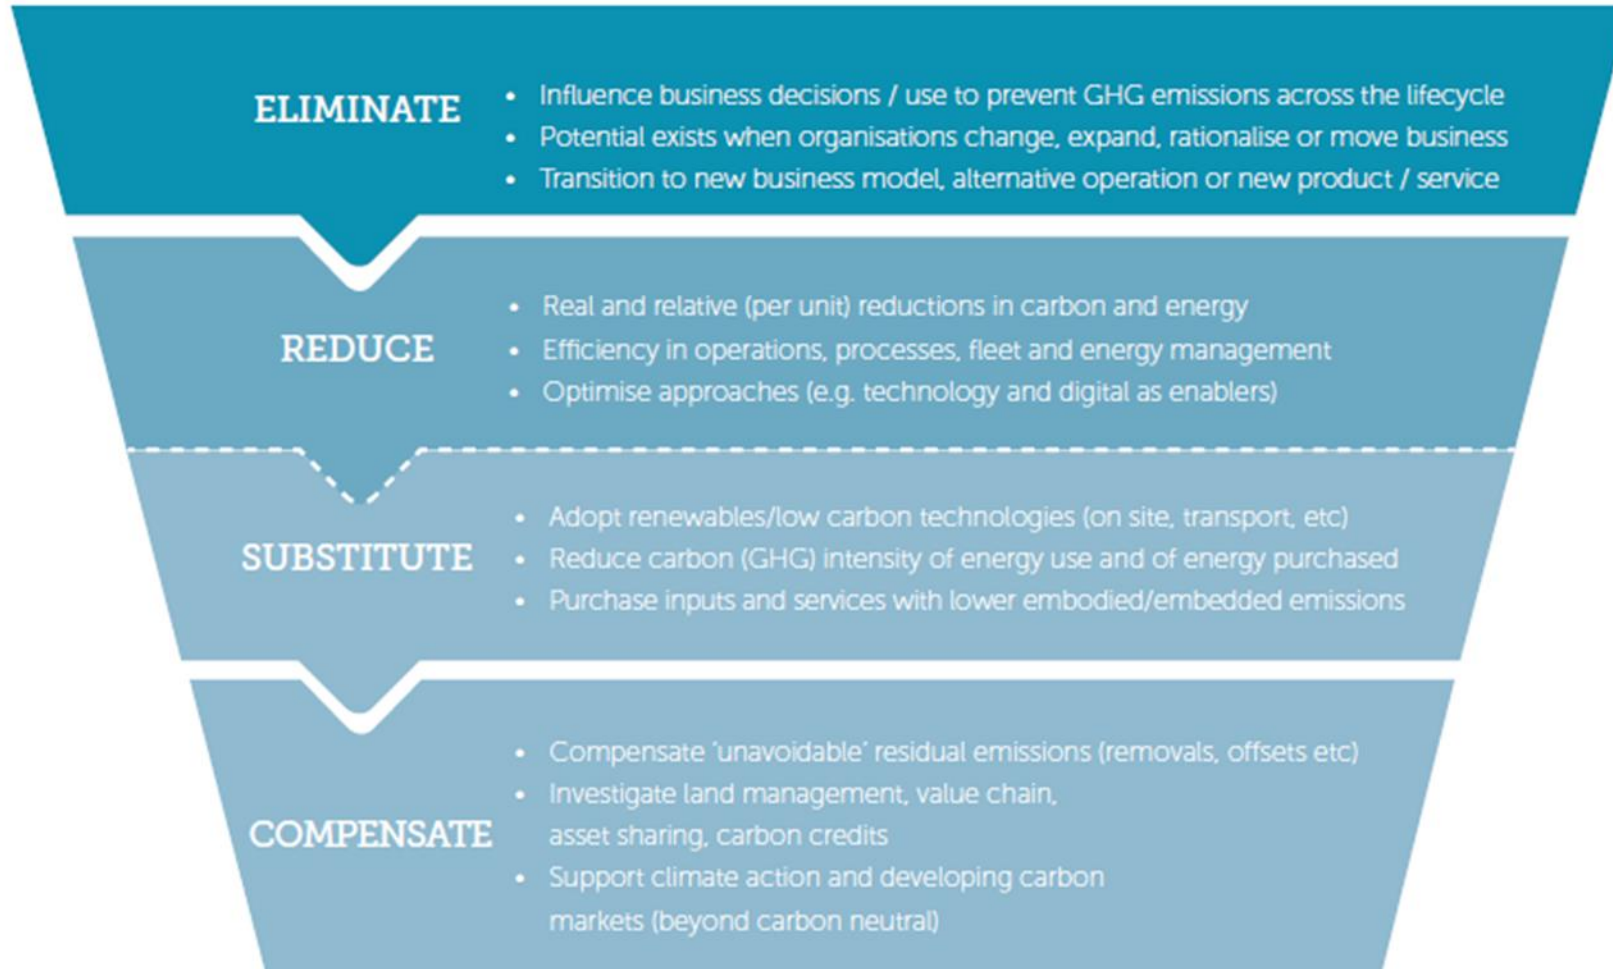 ELIMINATE
• Influence business decisions / use to prevent GHG emissions across the lifecycle
• Potential exists when organisations change, expand, rationalise or move business
• Transition to new business model, alternative operation or new product / service
REDUCE
• Real and relative (per unit) reductions in carbon and energy
• Efficiency in operations, processes, fleet and energy management
• Optimise approaches (e.g. technology and digital as enablers)
SUBSTITUTE
• Adopt renewables/low carbon technologies (on site, transport, etc)
• Reduce carbon (GHG) intensity of energy use and of energy purchased
• Purchase inputs and services with lower embodied/embedded emissions
COMPENSATE
• Compensate 'unavoidable' residual emissions (removals, offsets etc)
• Investigate land management, value chain,
asset sharing, carbon credits
• Support climate action and developing carbon
markets (beyond carbon neutral)